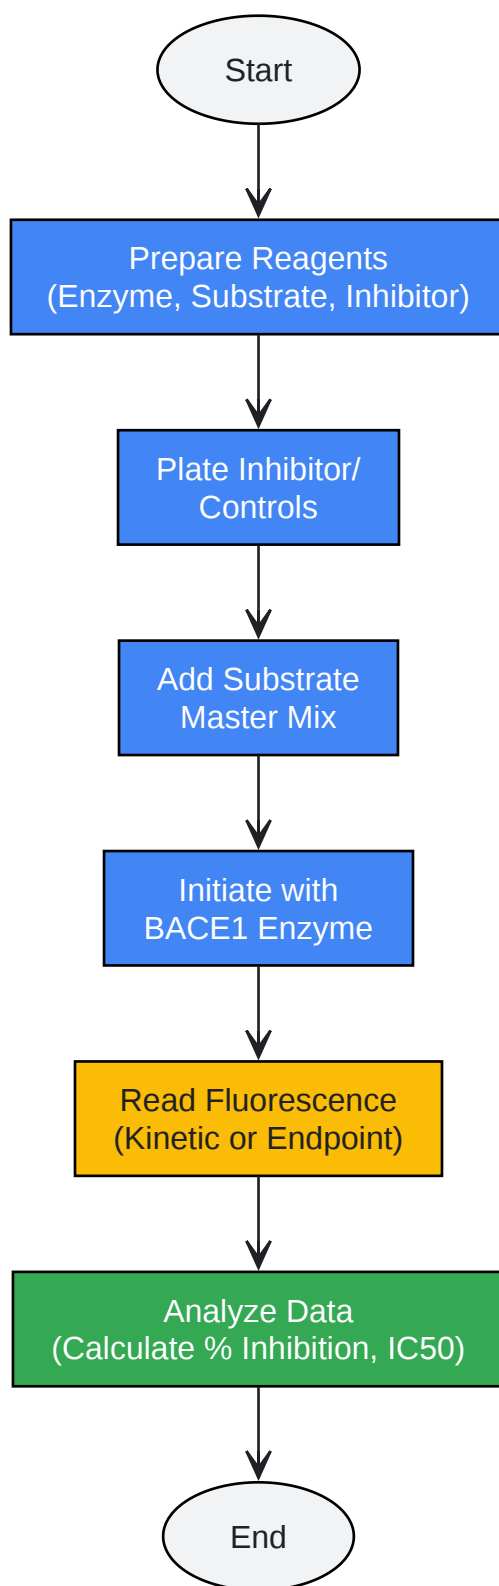 Start
Prepare Reagents
(Enzyme, Substrate, Inhibitor)
Plate Inhibitor/
Controls
Add Substrate
Master Mix
Initiate with
BACE1 Enzyme
Read Fluorescence
(Kinetic or Endpoint)
Analyze Data
(Calculate % Inhibition, IC50)
End